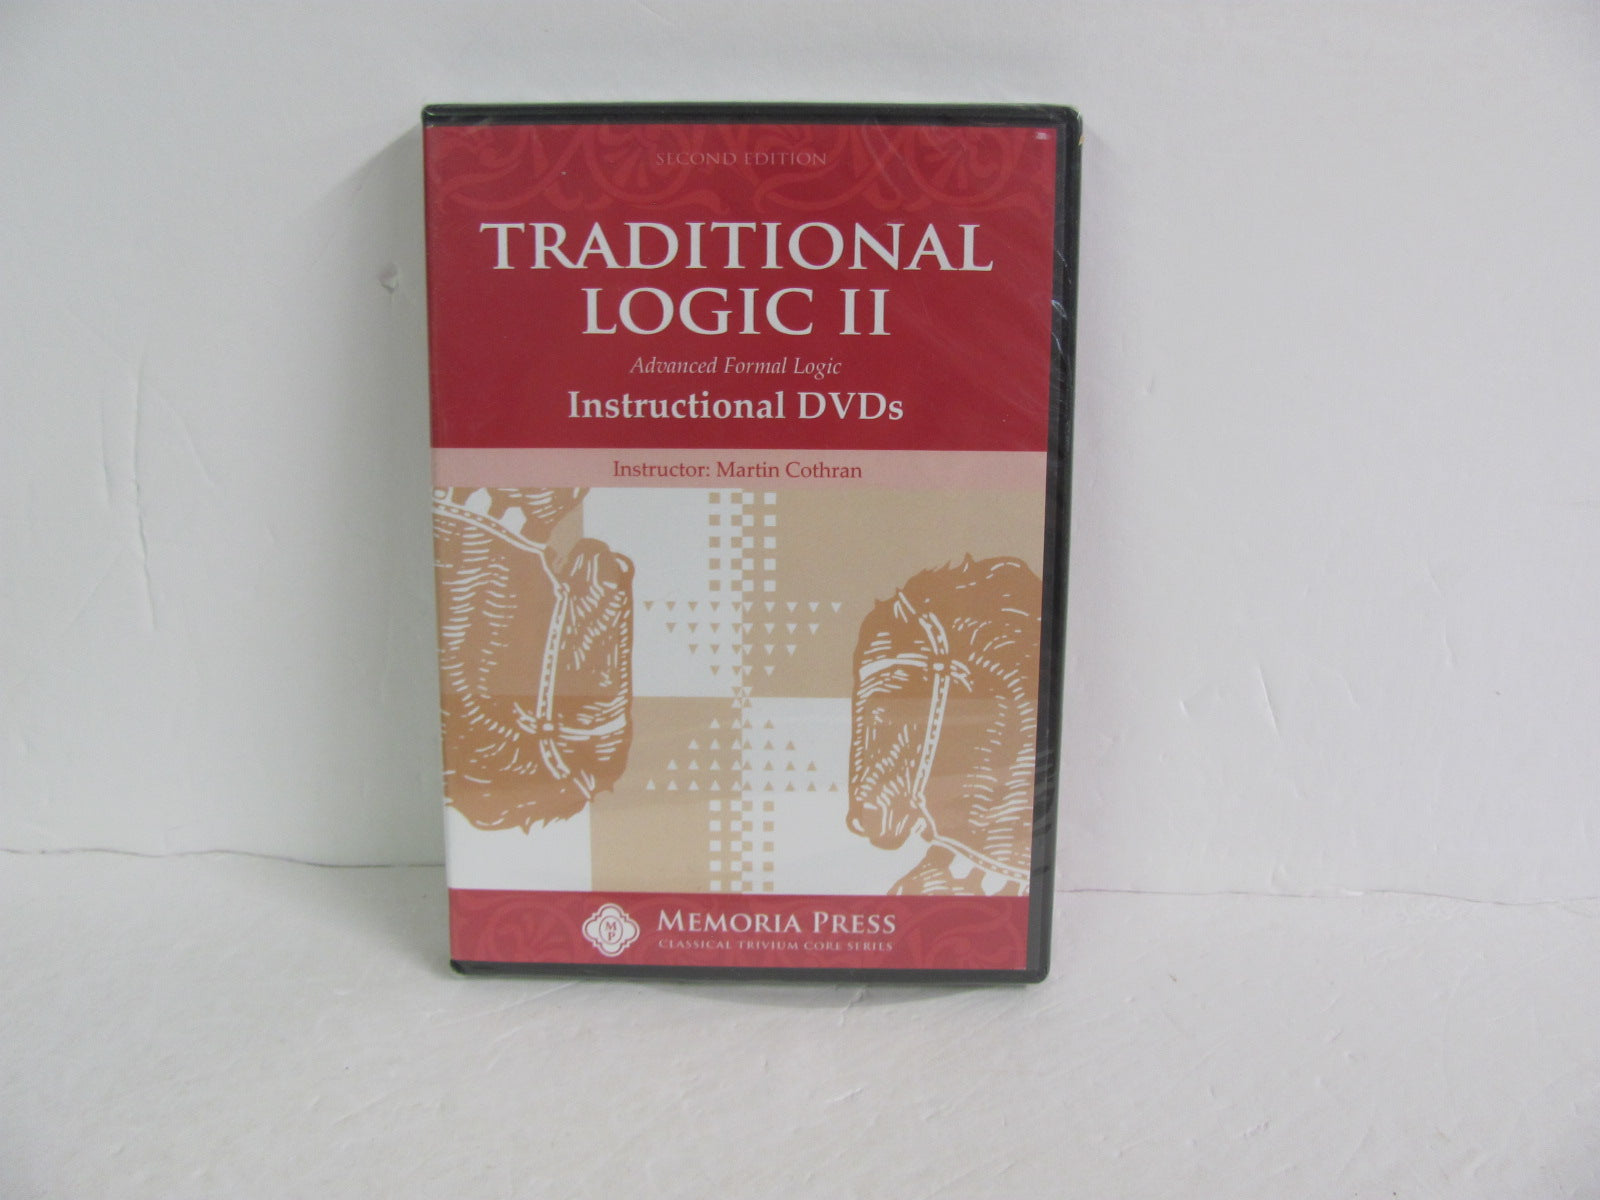 SECOND EDITION
TRADITIONAL
LOGIC II
Advanced Formal Logic
Instructional DVDs
Instructor: Martin Cothran
M
P
MEMORIA PRESS
CLASSICAL TRIVIUM CORE SERIES